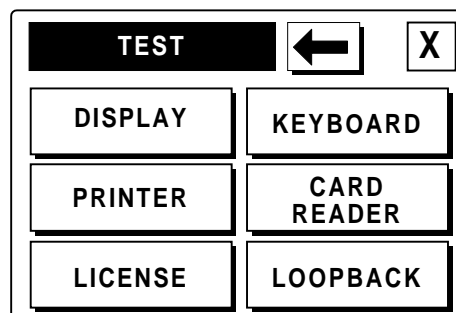 TEST
X
DISPLAY
KEYBOARD
PRINTER
CARD
READER
LICENSE
LOOPBACK